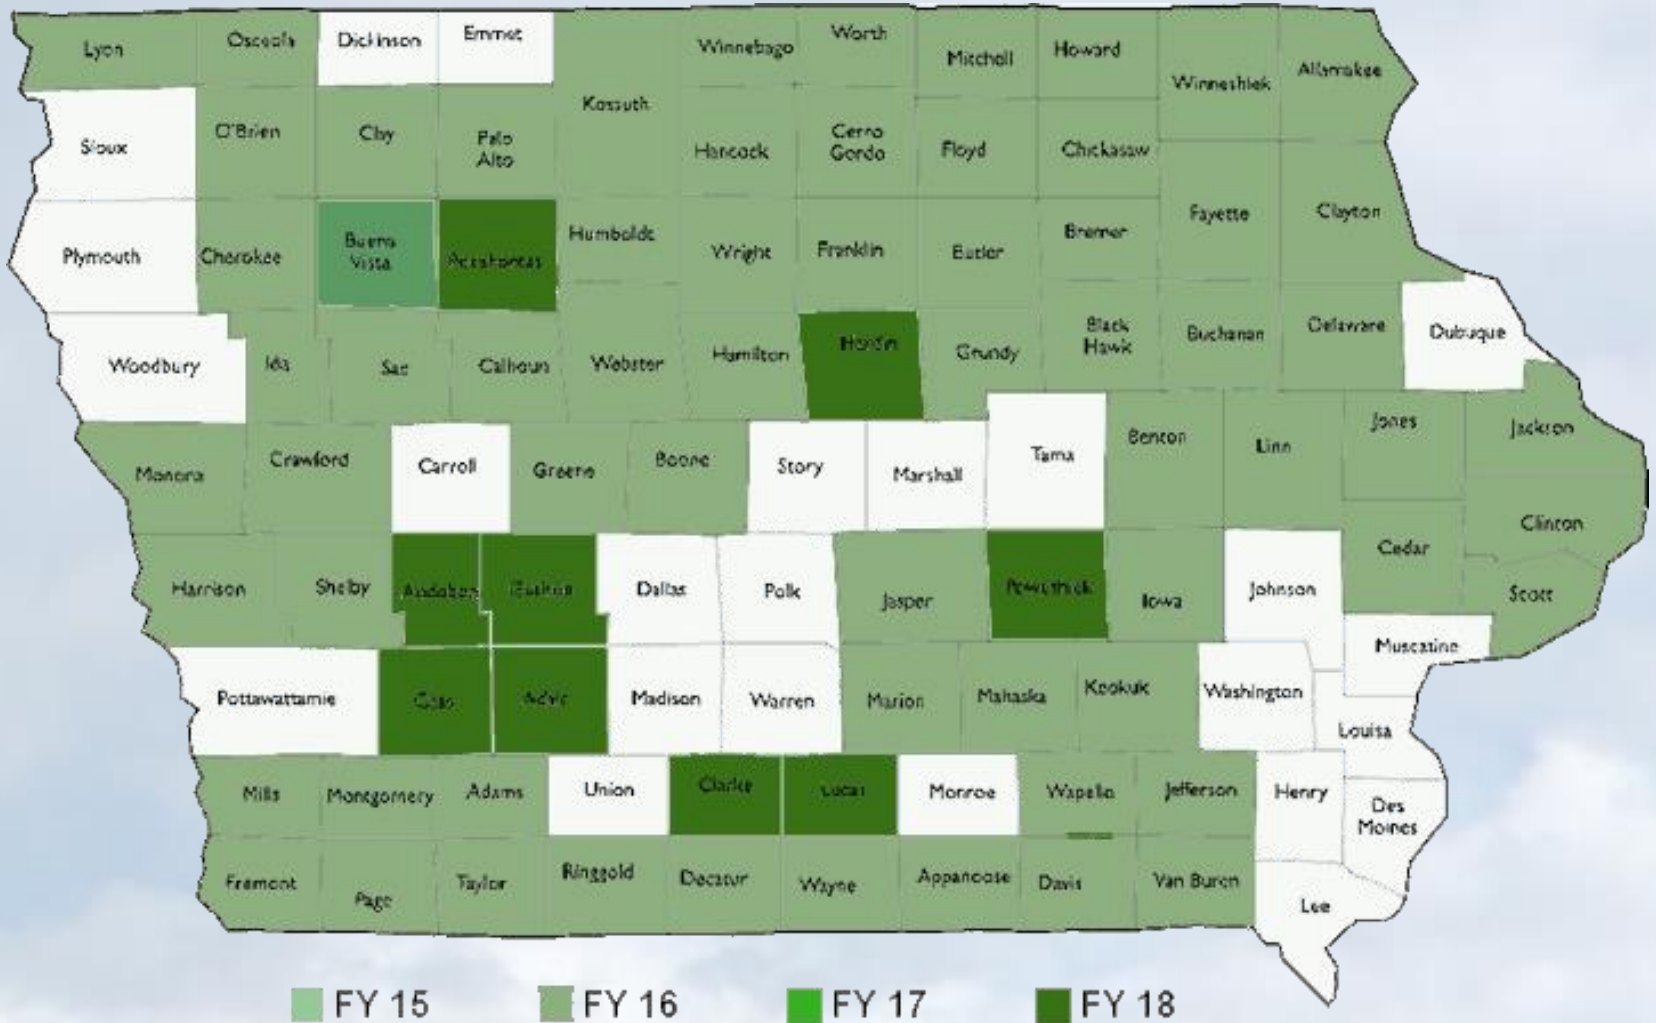 Lyon
Osceola
Dickinson
Emmet
Winnebago
Worth
Mitchell
Howard
Winneshiek
Allamakee
Kossuth
Sioux
O'Brien
Clay
Palo
Alto
Hancock
Cerro
Gordo
Floyd
Chickasaw
Plymouth
Cherokee
Buena
Vista
Pocahontas
Humboldt
Wright
Franklin
Butler
Bremer
Fayette
Clayton
Woodbury
Ida
Sac
Calhoun
Webster
Hamilton
Hardin
Grundy
Black
Hawk
Buchanan
Delaware
Dubuque
Monona
Crawford
Carroll
Greene
Boone
Story
Marshall
Tama
Benton
Linn
Jones
Jackson
Clinton
Harrison
Shelby
Audubon
Guthrie
Dallas
Polk
Jasper
Poweshiek
Iowa
Johnson
Cedar
Scott
Muscatine
Pottawattamie
Cass
Adair
Madison
Warren
Marion
Mahaska
Keokuk
Washington
Louisa
Mills
Montgomery
Adams
Union
Clarke
Lucas
Monroe
Wapello
Jefferson
Henry
Des
Moines
Fremont
Page
Taylor
Ringgold
Decatur
Wayne
Appanoose
Davis
Van Buren
Lee
FY 15
FY 16
FY 17
FY 18